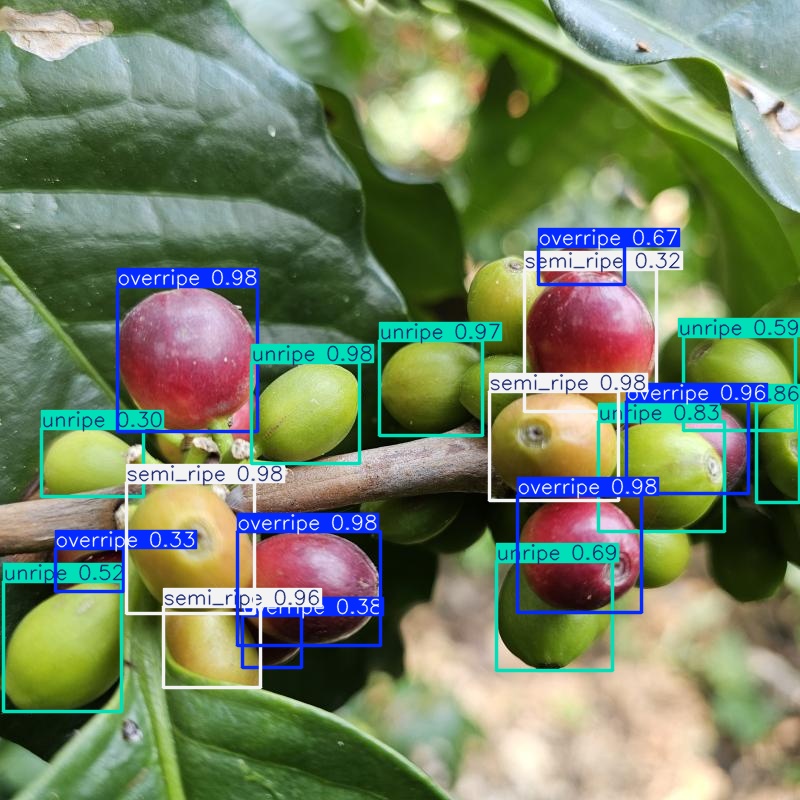 overripe 0.67
semi_ripe 0.32
overripe 0.98
unripe 0.97
unripe 0.59
unripe 0.98
semi_ripe 0.98
overripe 0.96
.86
unripe 0.30
unripe 0.83
semi_ripe 0.98
overripe 0.98
overripe 0.98
overripe 0.33
unripe 0.69
unripe 0.52
semi_ripe 0.96
0.38